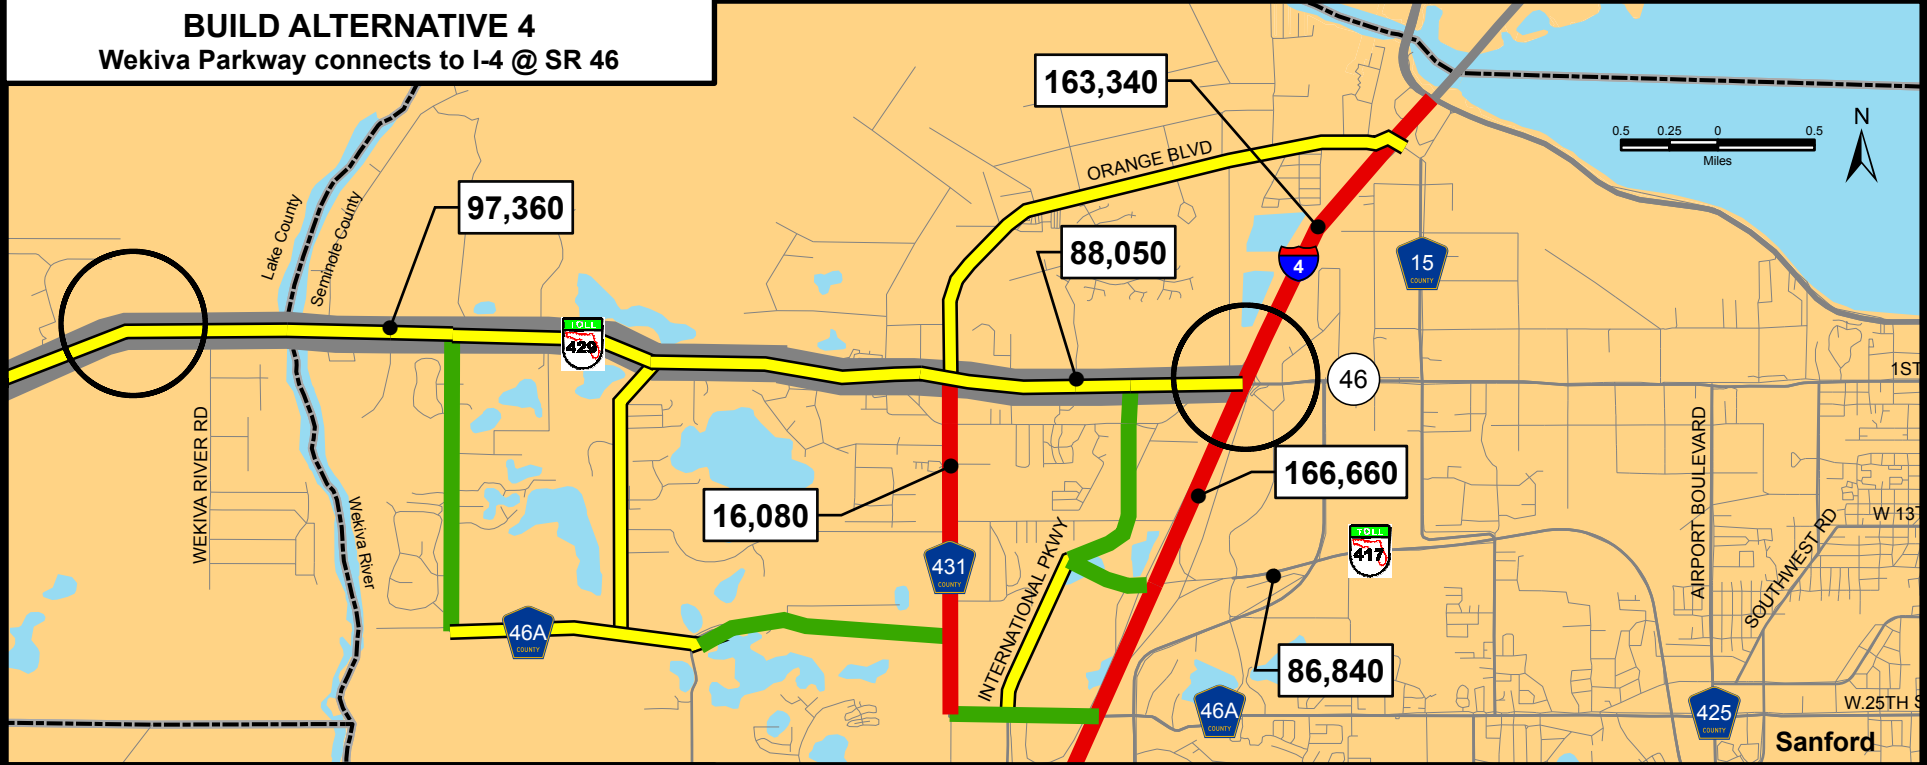 BUILD ALTERNATIVE 4
Wekiva Parkway connects to I-4 @ SR 46
163,340
N
0.5 0.25 0 0.5
Miles
ORANGE BLVD
97,360
Lake County
Seminole County
88,050
4
15
COUNTY
TOLL
429
46
1ST
WEKIVA RIVER RD
AIRPORT BOULEVARD
166,660
16,080
Wekiva River
W 13T
SOUTHWEST RD
TOLL
417
431
COUNTY
INTERNATIONAL PKWY
46A
COUNTY
86,840
46A
COUNTY
425
COUNTY
W.25TH S
Sanford